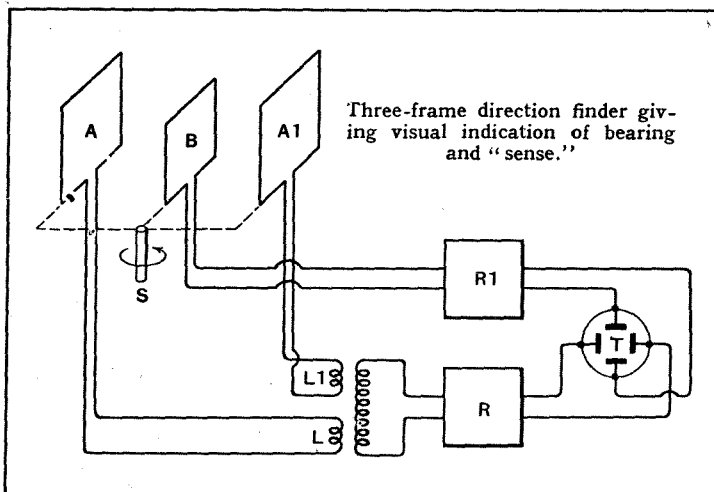 A
B
A1
Three-frame direction finder giv-
ing visual indication of bearing
and “sense.”
S
R1
T
L1
R
L